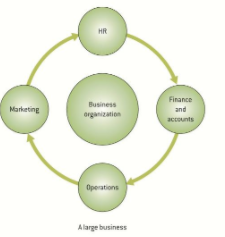 HR
Marketing
Business
organization
Finance
and
accounts
Operations
A large business